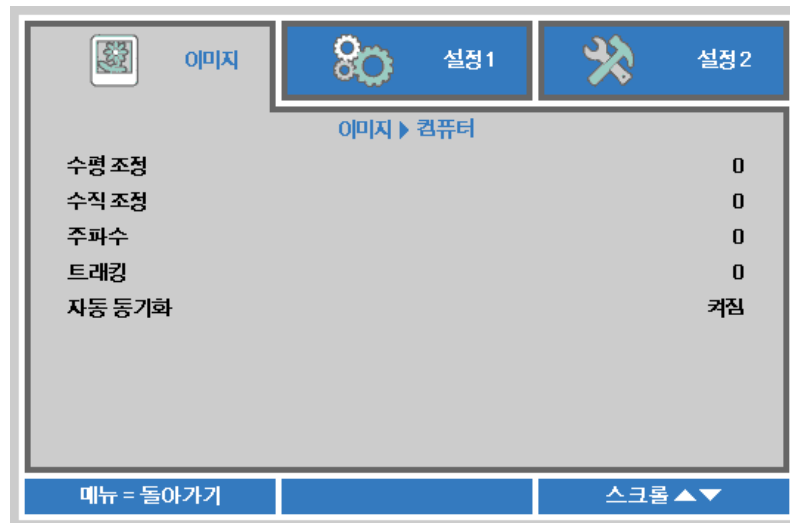 이미지
설정1
설정2
이미지 ▶ 컴퓨터
수평 조정 0
수직 조정 0
주파수 0
트래킹 0
자동 동기화 켜짐
메뉴 = 돌아가기
스크롤 ▲▼